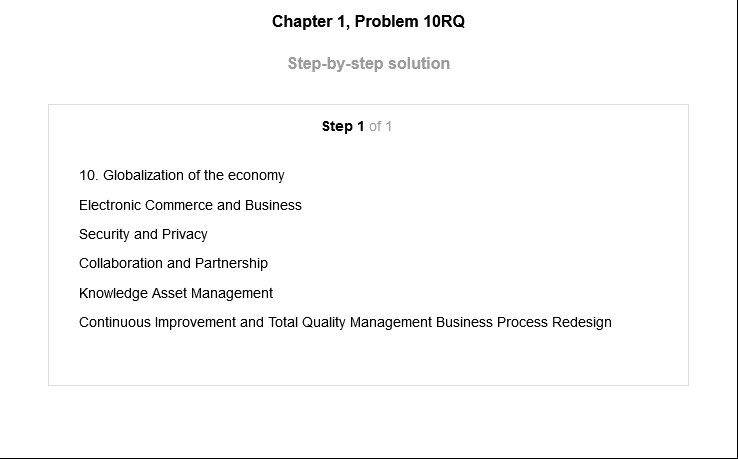 Chapter 1, Problem 10RQ
Step-by-step solution
Step 1 of 1
10. Globalization of the economy
Electronic Commerce and Business
Security and Privacy
Collaboration and Partnership
Knowledge Asset Management
Continuous Improvement and Total Quality Management Business Process Redesign